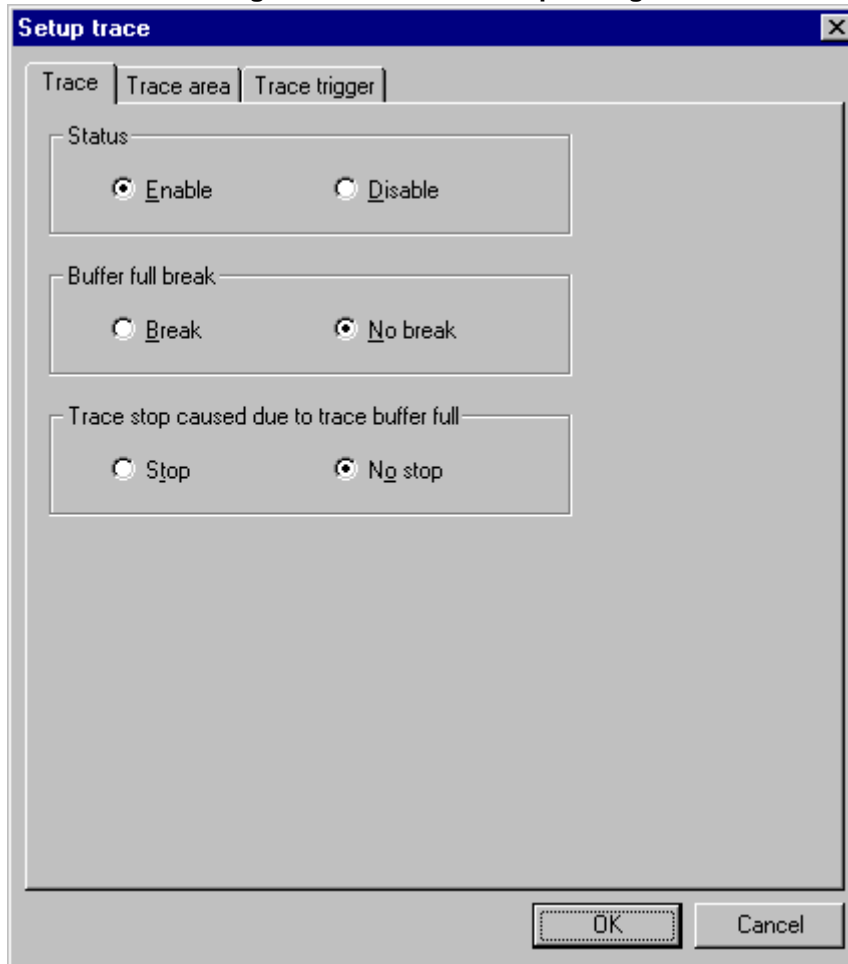 Setup trace
Trace Trace area Trace trigger
Status
Enable Disable
Buffer full break
Break No break
Trace stop caused due to trace buffer full
Stop No stop
OK Cancel